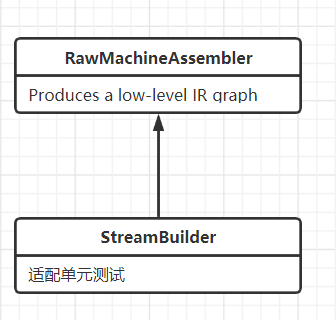 RawMachineAssembler
Produces a low-level IR graph
StreamBuilder
适配单元测试